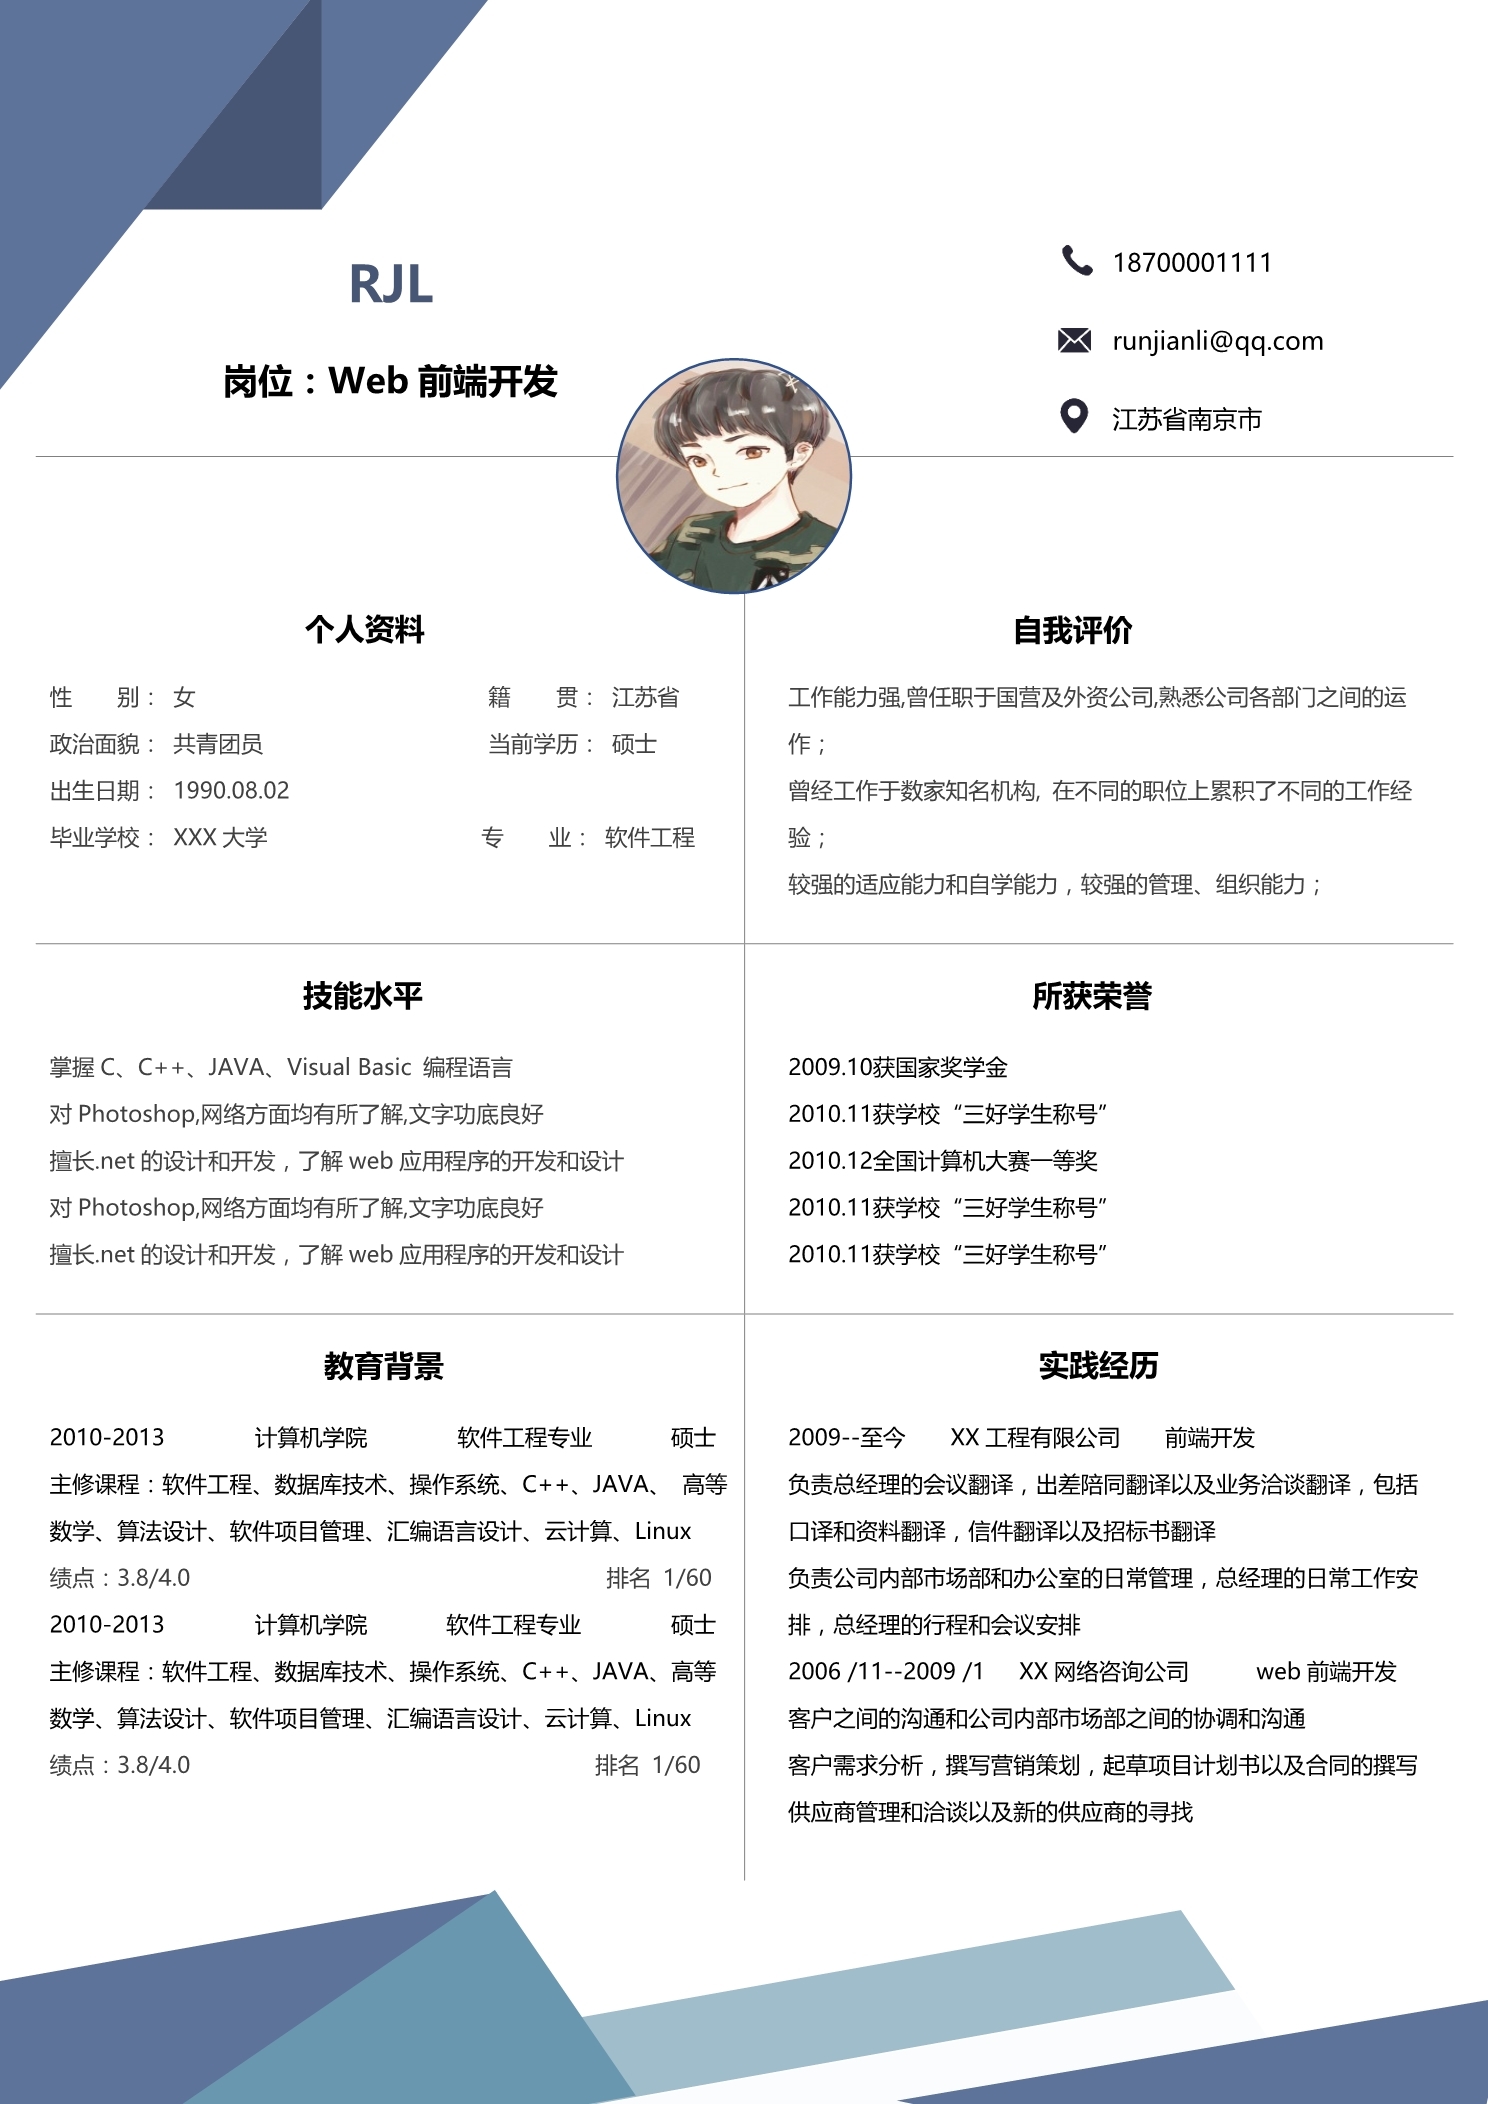 RJL
岗位：Web 前端开发
18700001111
runjianli@qq.com
江苏省南京市
个人资料
性 别： 女 籍 贯： 江苏省
政治面貌： 共青团员 当前学历： 硕士
出生日期： 1990.08.02
毕业学校： XXX 大学 专 业： 软件工程
自我评价
工作能力强,曾任职于国营及外资公司,熟悉公司各部门之间的运
作；
曾经工作于数家知名机构, 在不同的职位上累积了不同的工作经
验；
较强的适应能力和自学能力，较强的管理、组织能力；
技能水平
掌握 C、C++、JAVA、Visual Basic 编程语言
对 Photoshop,网络方面均有所了解,文字功底良好
擅长.net 的设计和开发，了解 web 应用程序的开发和设计
对 Photoshop,网络方面均有所了解,文字功底良好
擅长.net 的设计和开发，了解 web 应用程序的开发和设计
所获荣誉
2009.10获国家奖学金
2010.11获学校“三好学生称号”
2010.12全国计算机大赛一等奖
2010.11获学校“三好学生称号”
2010.11获学校“三好学生称号”
教育背景
2010-2013 计算机学院 软件工程专业 硕士
主修课程：软件工程、数据库技术、操作系统、C++、JAVA、 高等
数学、算法设计、软件项目管理、汇编语言设计、云计算、Linux
绩点：3.8/4.0 排名 1/60
2010-2013 计算机学院 软件工程专业 硕士
主修课程：软件工程、数据库技术、操作系统、C++、JAVA、高等
数学、算法设计、软件项目管理、汇编语言设计、云计算、Linux
绩点：3.8/4.0 排名 1/60
实践经历
2009--至今 XX 工程有限公司 前端开发
负责总经理的会议翻译，出差陪同翻译以及业务洽谈翻译，包括
口译和资料翻译，信件翻译以及招标书翻译
负责公司内部市场部和办公室的日常管理，总经理的日常工作安
排，总经理的行程和会议安排
2006 /11--2009 /1 XX 网络咨询公司 web 前端开发
客户之间的沟通和公司内部市场部之间的协调和沟通
客户需求分析，撰写营销策划，起草项目计划书以及合同的撰写
供应商管理和洽谈以及新的供应商的寻找